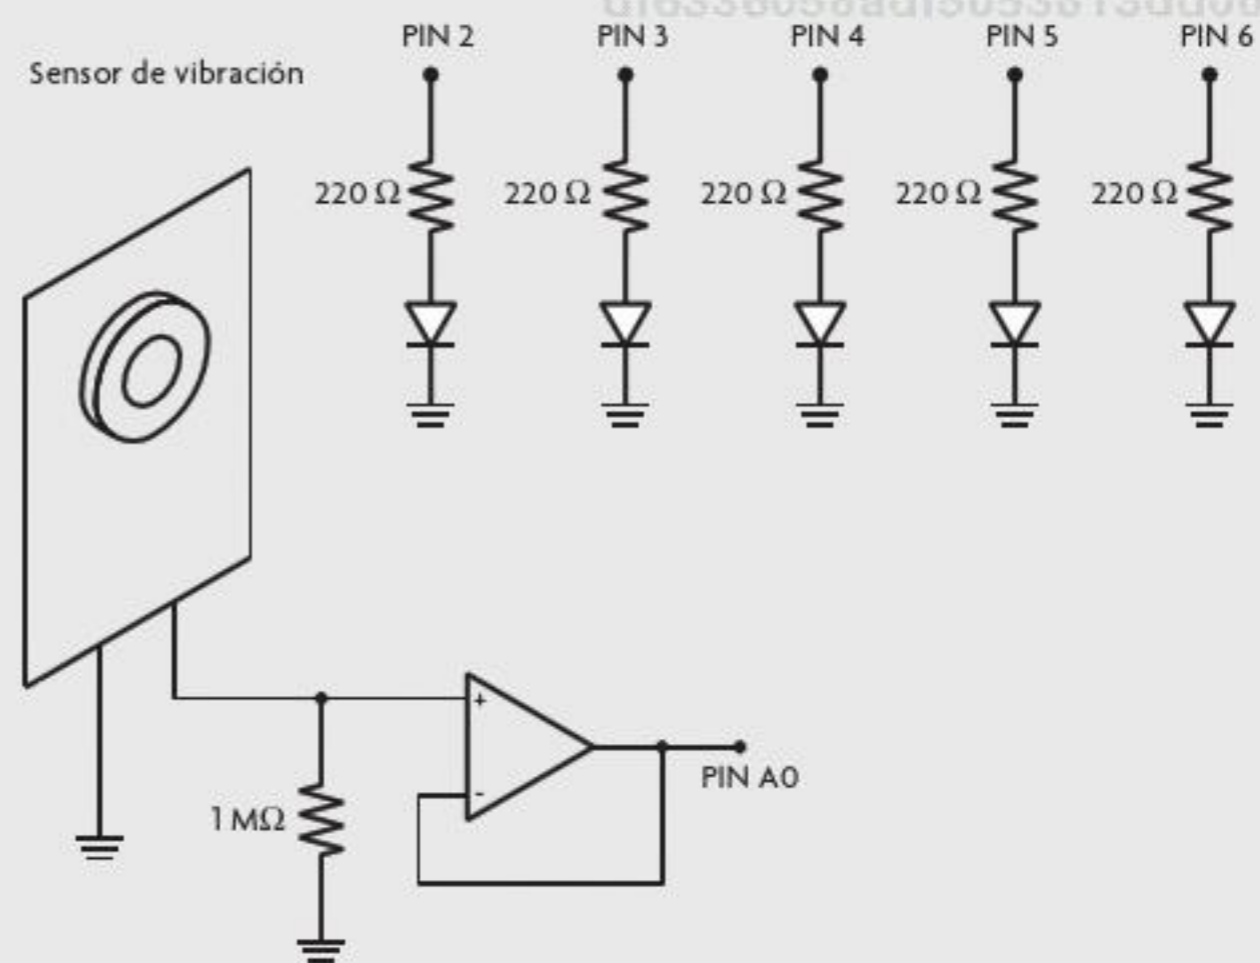 PIN 2 PIN 3 PIN 4 PIN 5 PIN 6
Sensor de vibración
220 Ω 220 Ω 220 Ω 220 Ω 220 Ω
+
PIN A0
-
1 MΩ